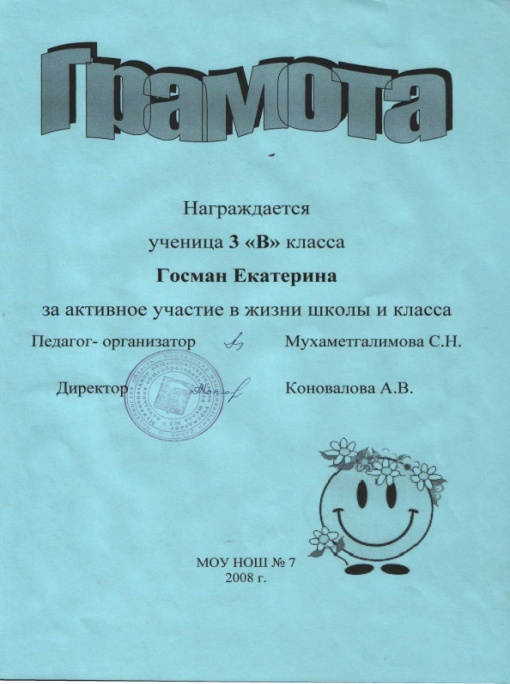 Грамота
Награждается
ученица 3 «В» класса
Госман Екатерина
за активное участие в жизни школы и класса
Педагог- организатор Мухаметгалимова С.Н.
Директор Коновалова А.В.
МОУ НОШ № 7
2008 г.